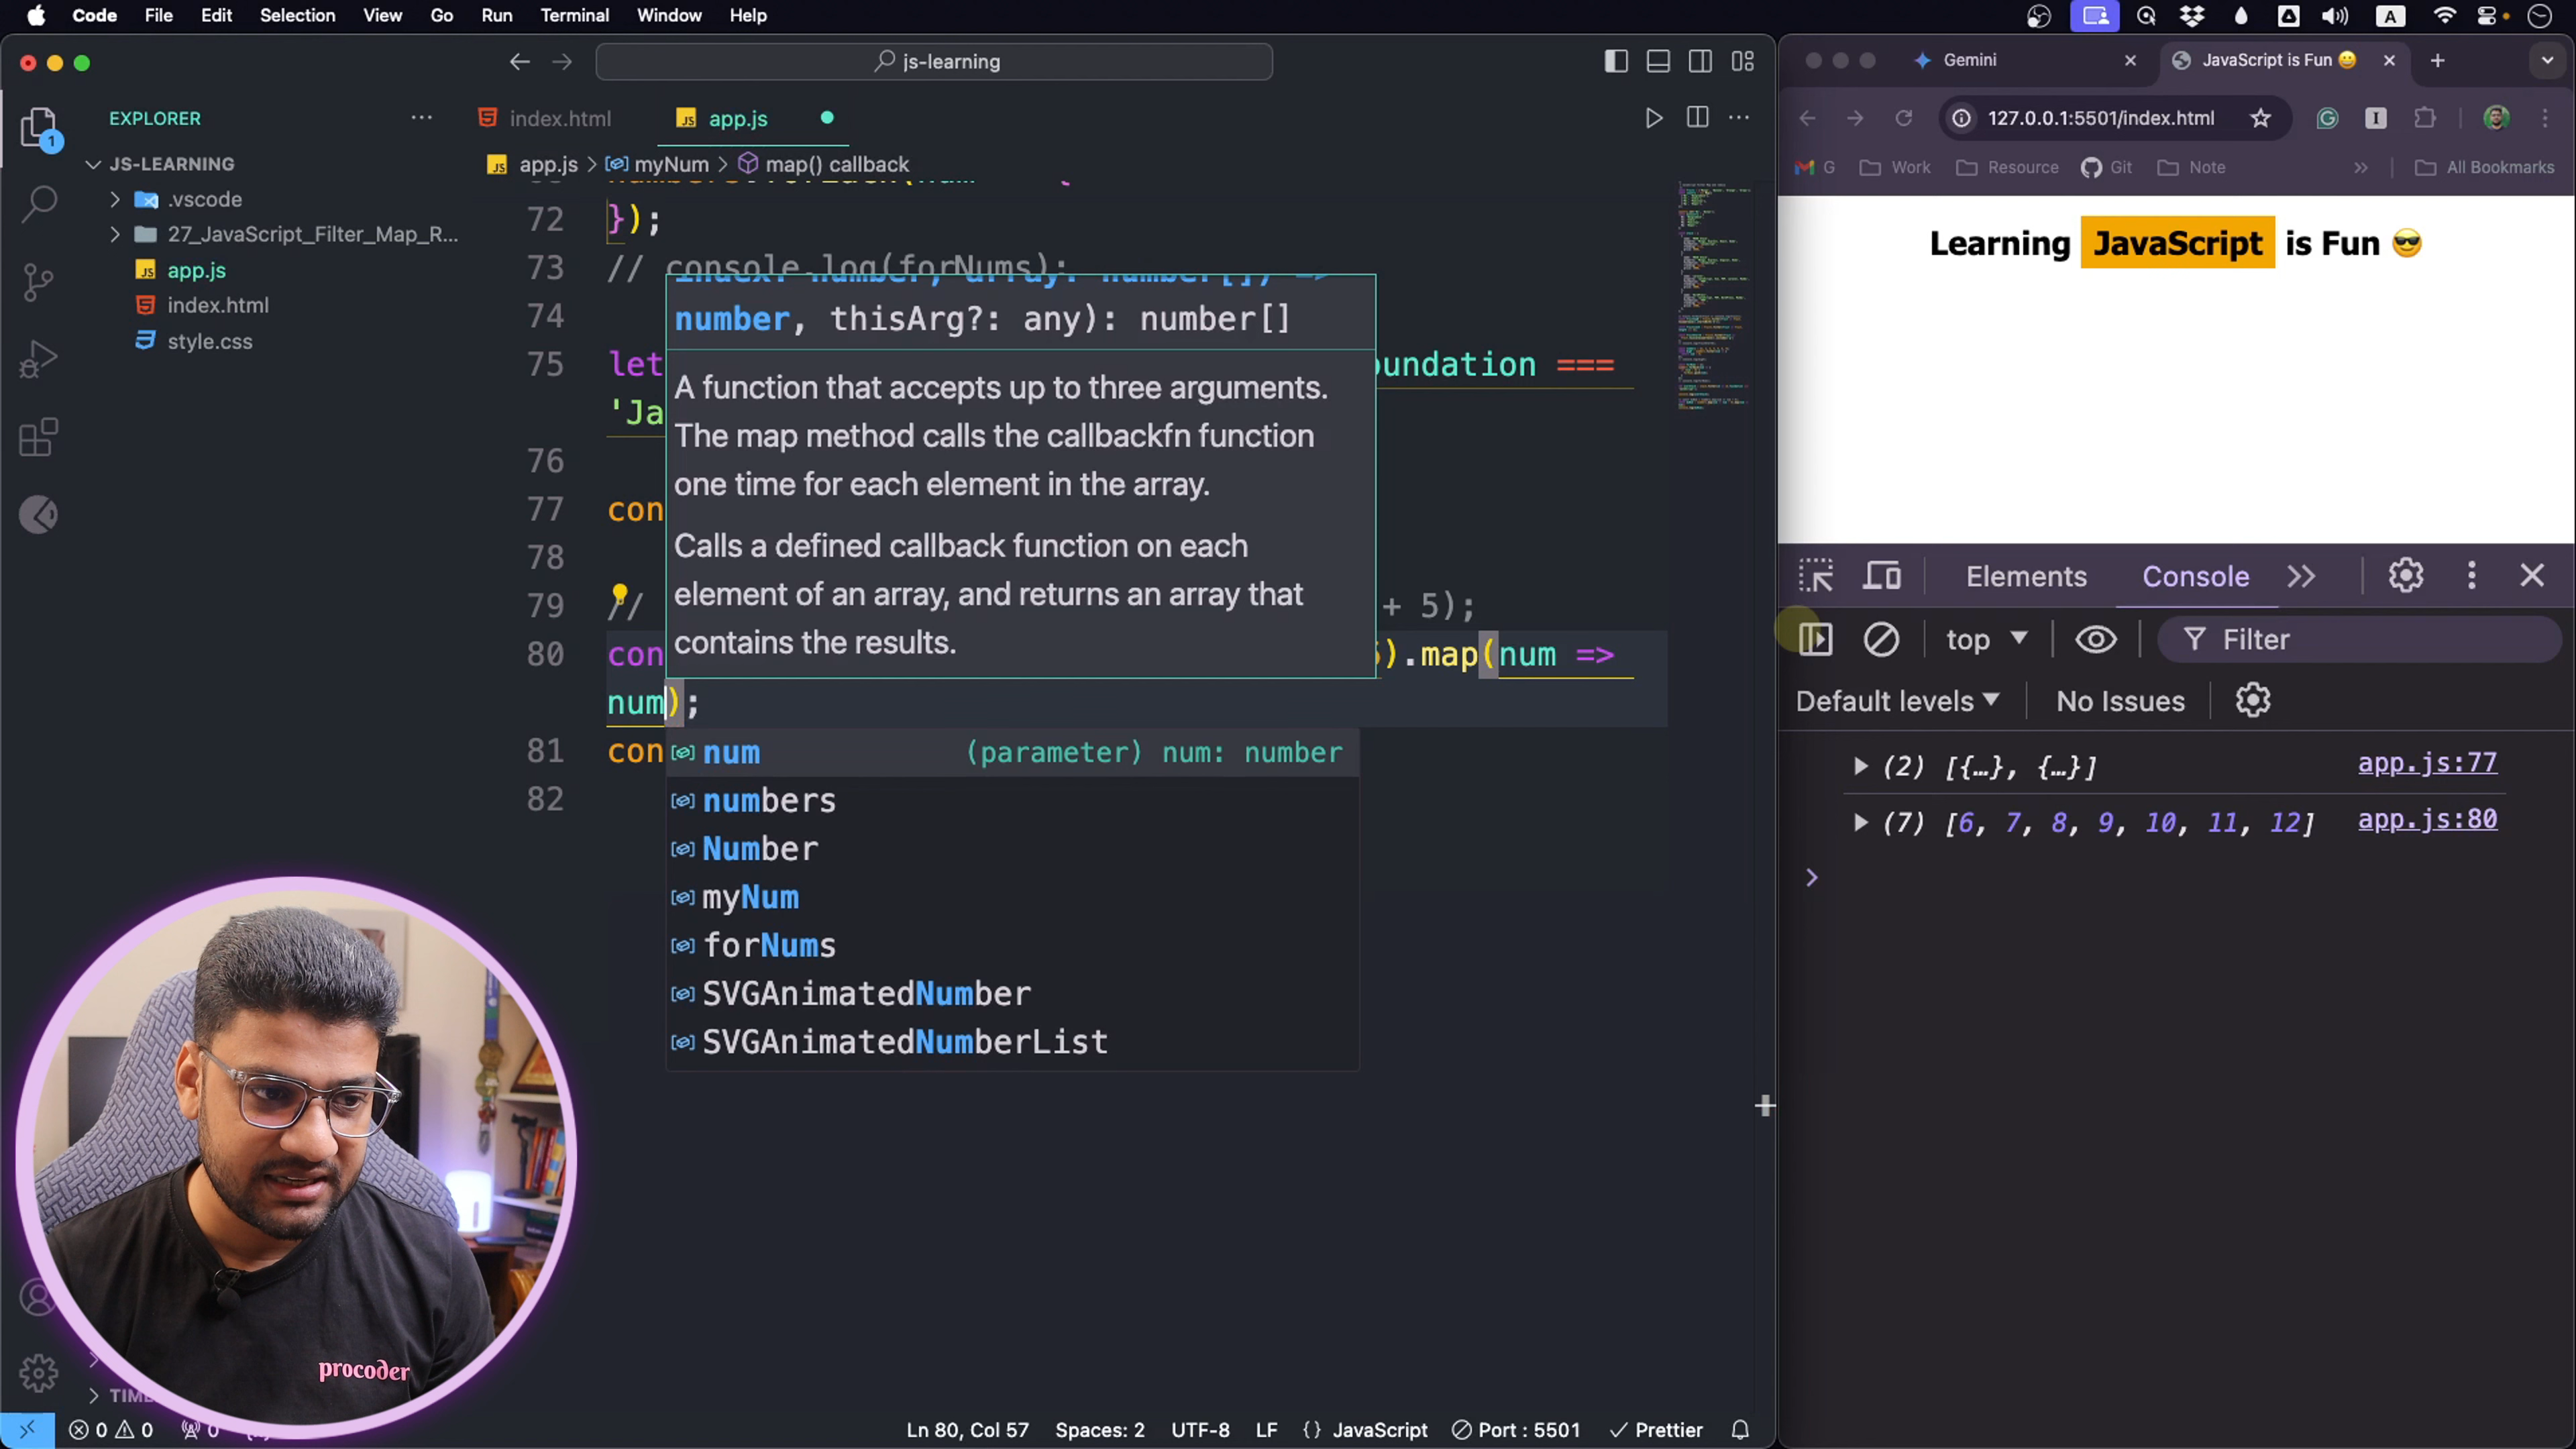 Code File Edit Selection View Go Run Terminal Window Help
A
js-learning
EXPLORER
JS-LEARNING
.vscode
27_JavaScript_Filter_Map_R...
app.js
index.html
style.css
1
index.html
app.js
app.js > myNum > map() callback
72 });
73 // console.log(forNums);
74
75 let
oundation ===
'Ja
76
77 con
78
79 //
+ 5);
80 con
).map(num =>
num);
81 con
82
number, thisArg?: any): number[]
A function that accepts up to three arguments.
The map method calls the callbackfn function
one time for each element in the array.
Calls a defined callback function on each
element of an array, and returns an array that
contains the results.
num (parameter) num: number
numbers
Number
myNum
forNums
SVGAnimatedNumber
SVGAnimatedNumberList
procoder
0 0 0
Ln 80, Col 57 Spaces: 2 UTF-8 LF {} JavaScript Port : 5501 Prettier
Gemini
JavaScript is Fun 😀
127.0.0.1:5501/index.html
G Work Resource Git Note » All Bookmarks
Learning JavaScript is Fun 😎
Elements Console
top Filter
Default levels No Issues
(2) [{…}, {…}] app.js:77
(7) [6, 7, 8, 9, 10, 11, 12] app.js:80